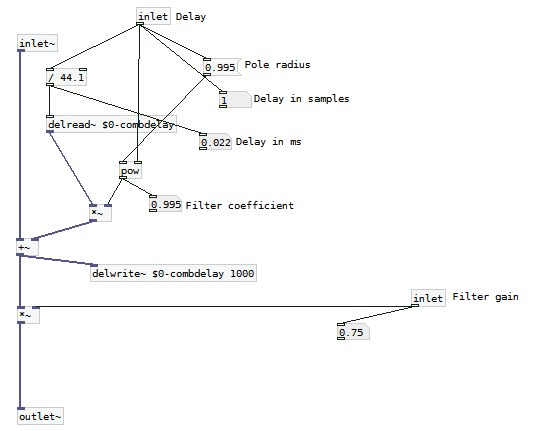 inlet Delay
inlet~
0.995 Pole radius
/ 44.1
1 Delay in samples
delread~ $0-combdelay
0.022 Delay in ms
pow
0.995 Filter coefficient
*~
+~
delwrite~ $0-combdelay 1000
inlet Filter gain
*~
0.75
outlet~